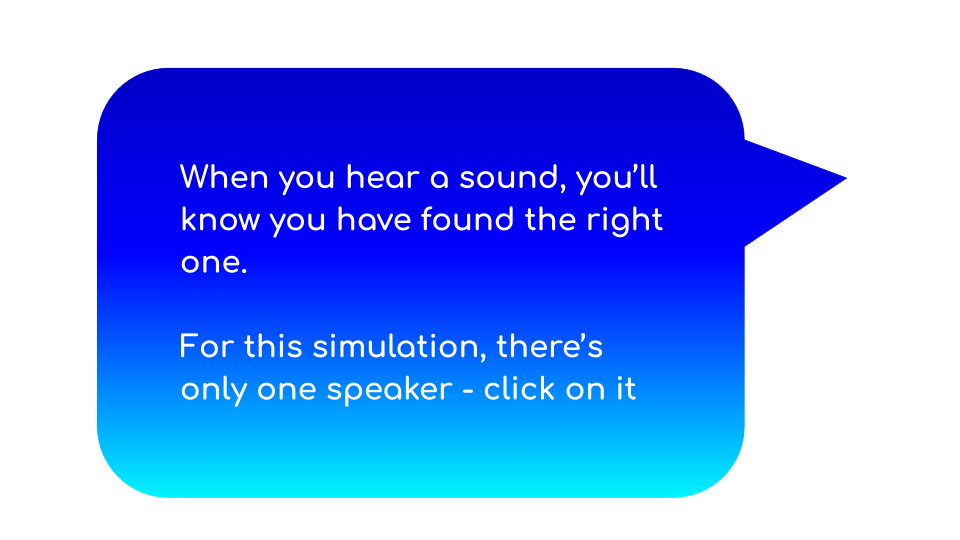 When you hear a sound, you’ll
know you have found the right
one.
For this simulation, there’s
only one speaker - click on it